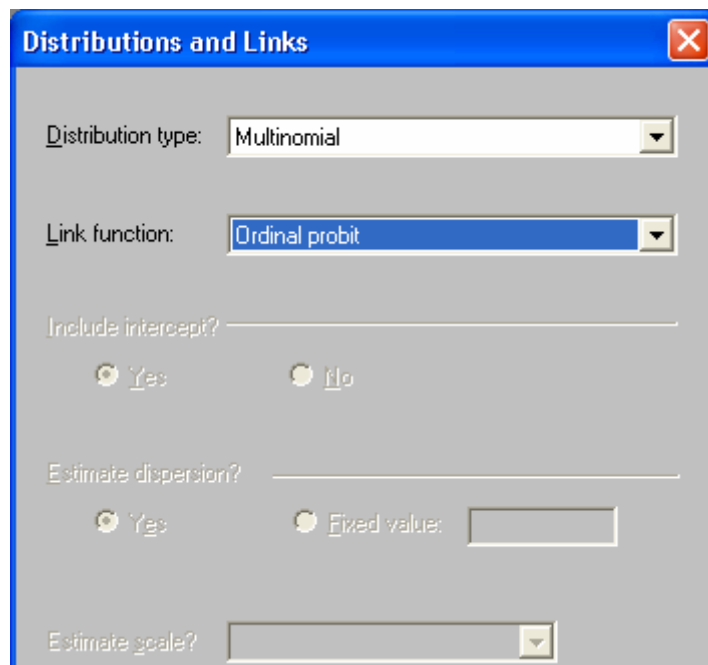 Distributions and Links
Distribution type: Multinomial
Link function: Ordinal probit
Include intercept?
Yes No
Estimate dispersion?
Yes Fixed value:
Estimate scale?